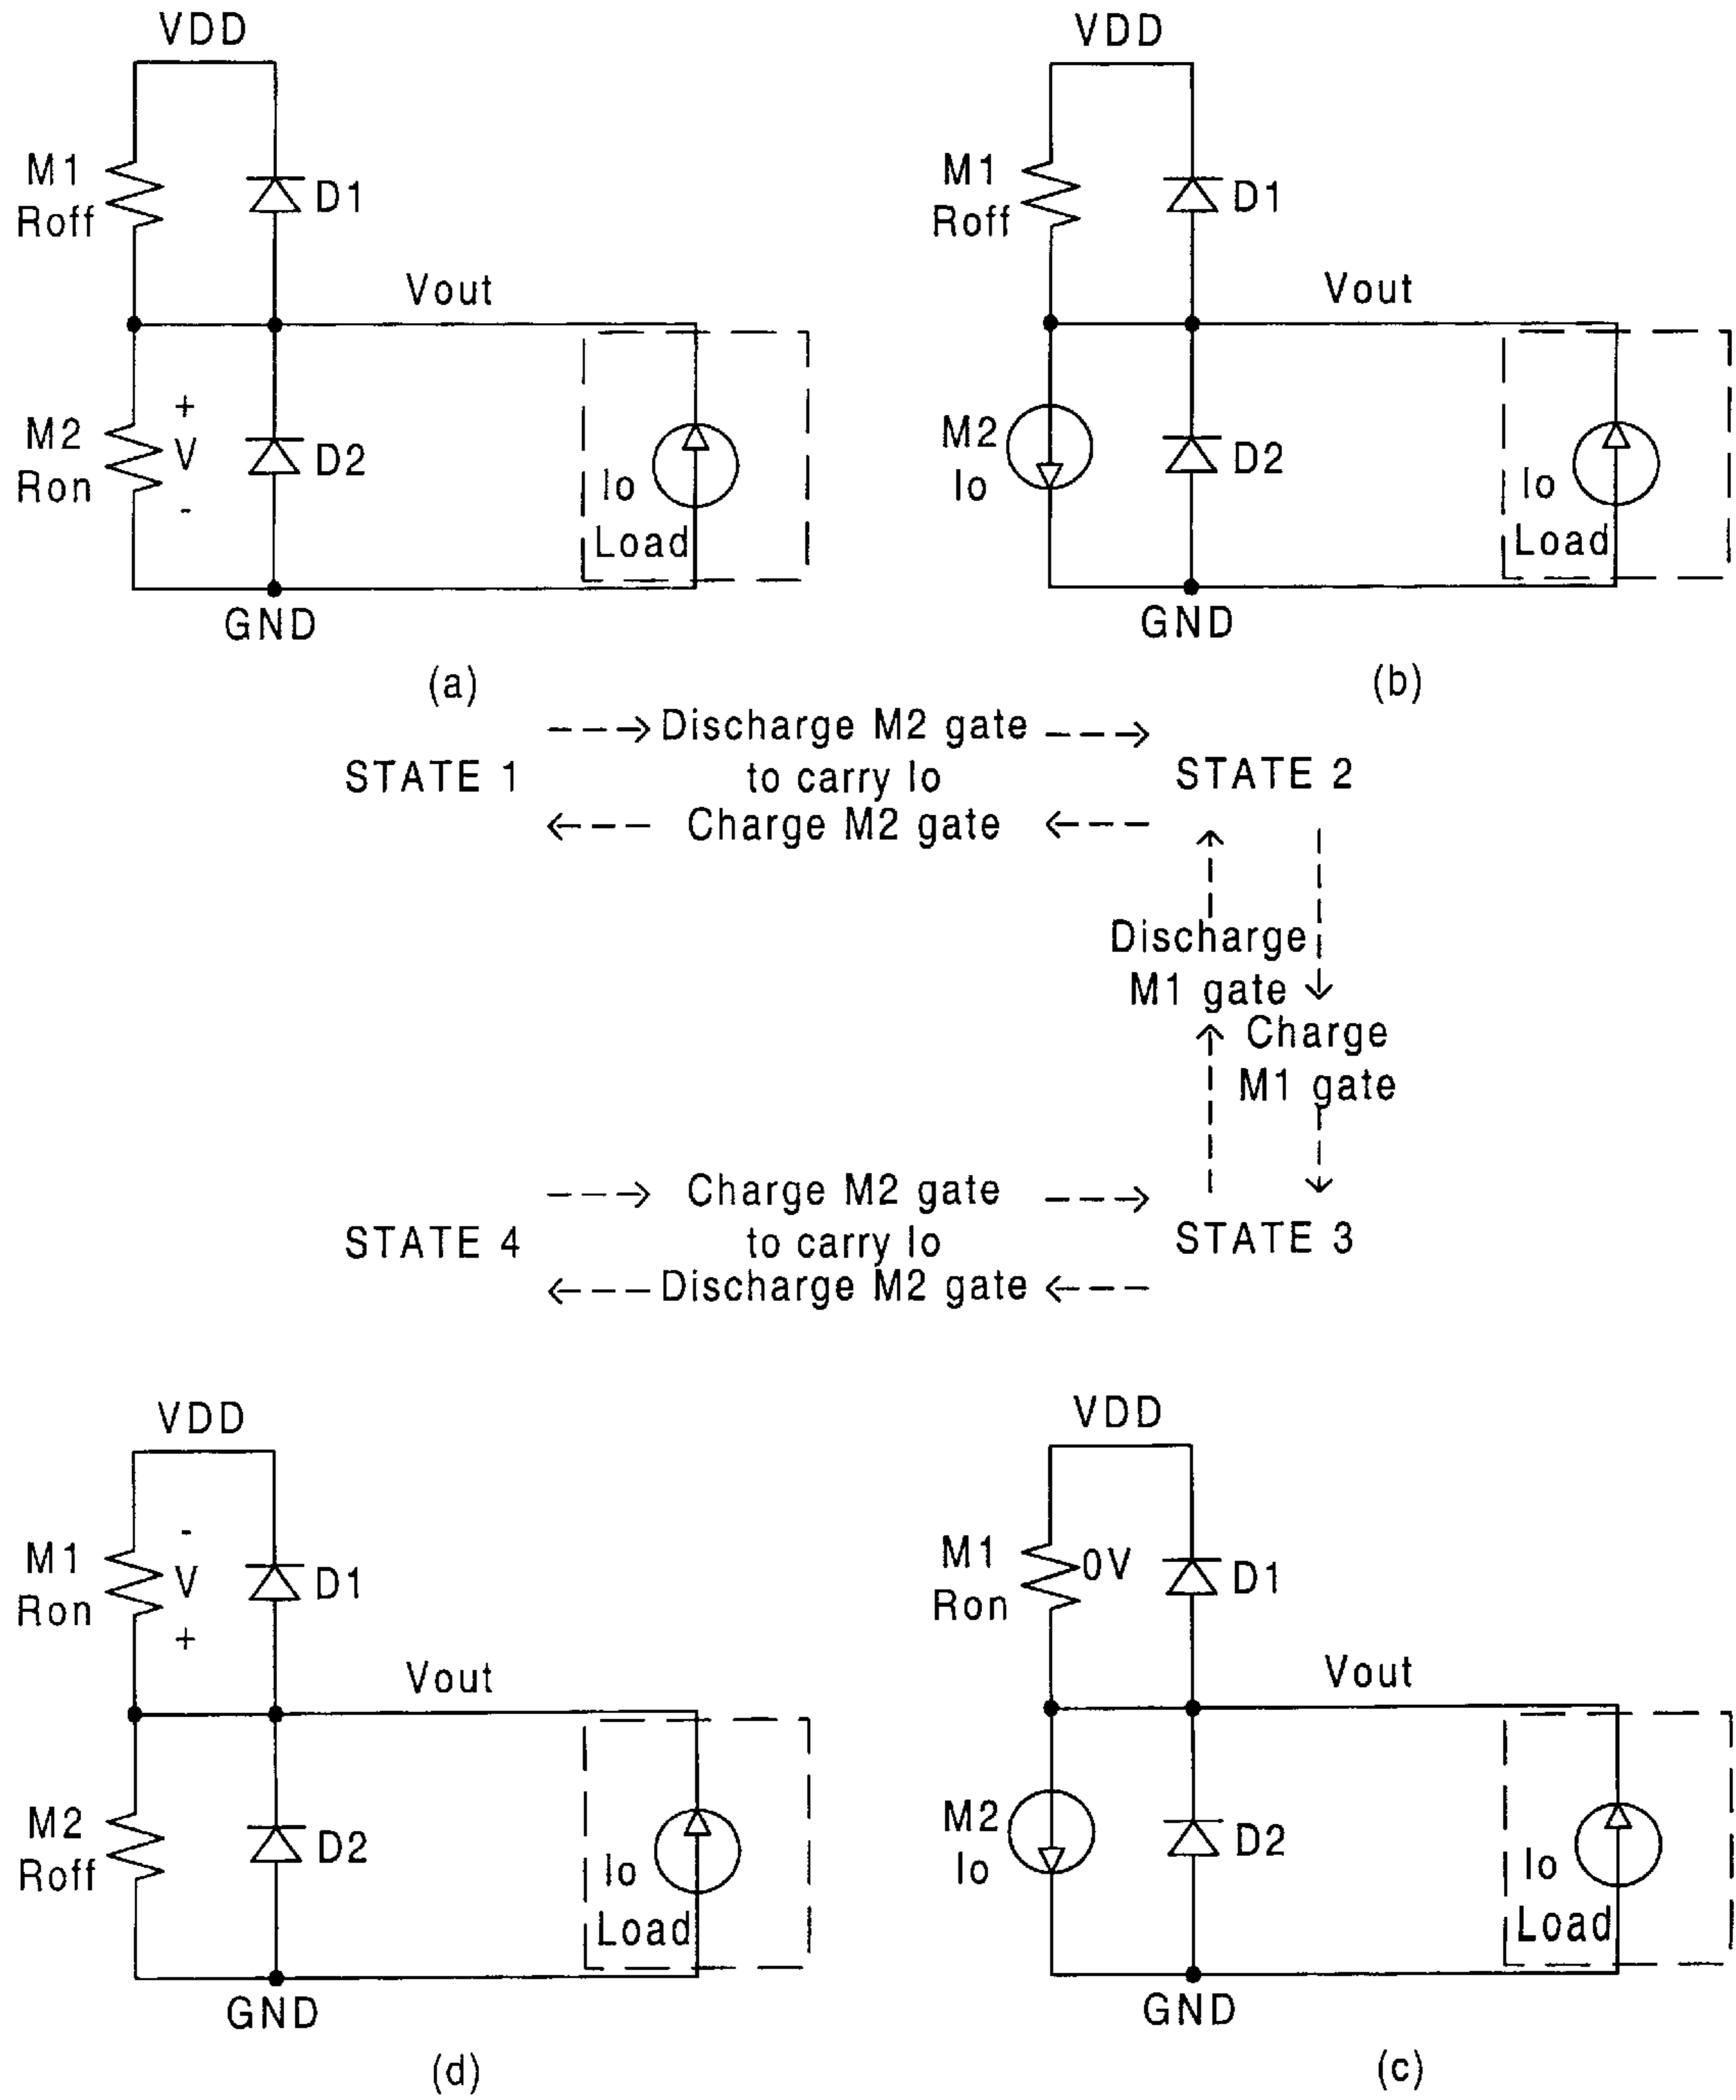 VDD
M1
Roff
D1
Vout
M2
Ron
+
V
-
D2
Io
Load
GND
(a)
VDD
M1
Roff
D1
Vout
M2
Io
D2
Io
Load
GND
(b)
STATE 1
Discharge M2 gate
to carry Io
Charge M2 gate
STATE 2
Discharge
M1 gate
Charge
M1 gate
STATE 4
Charge M2 gate
to carry Io
Discharge M2 gate
STATE 3
VDD
M1
Ron
-
V
+
D1
Vout
M2
Roff
D2
Io
Load
GND
(d)
VDD
M1
Ron
0V
D1
Vout
M2
Io
D2
Io
Load
GND
(c)